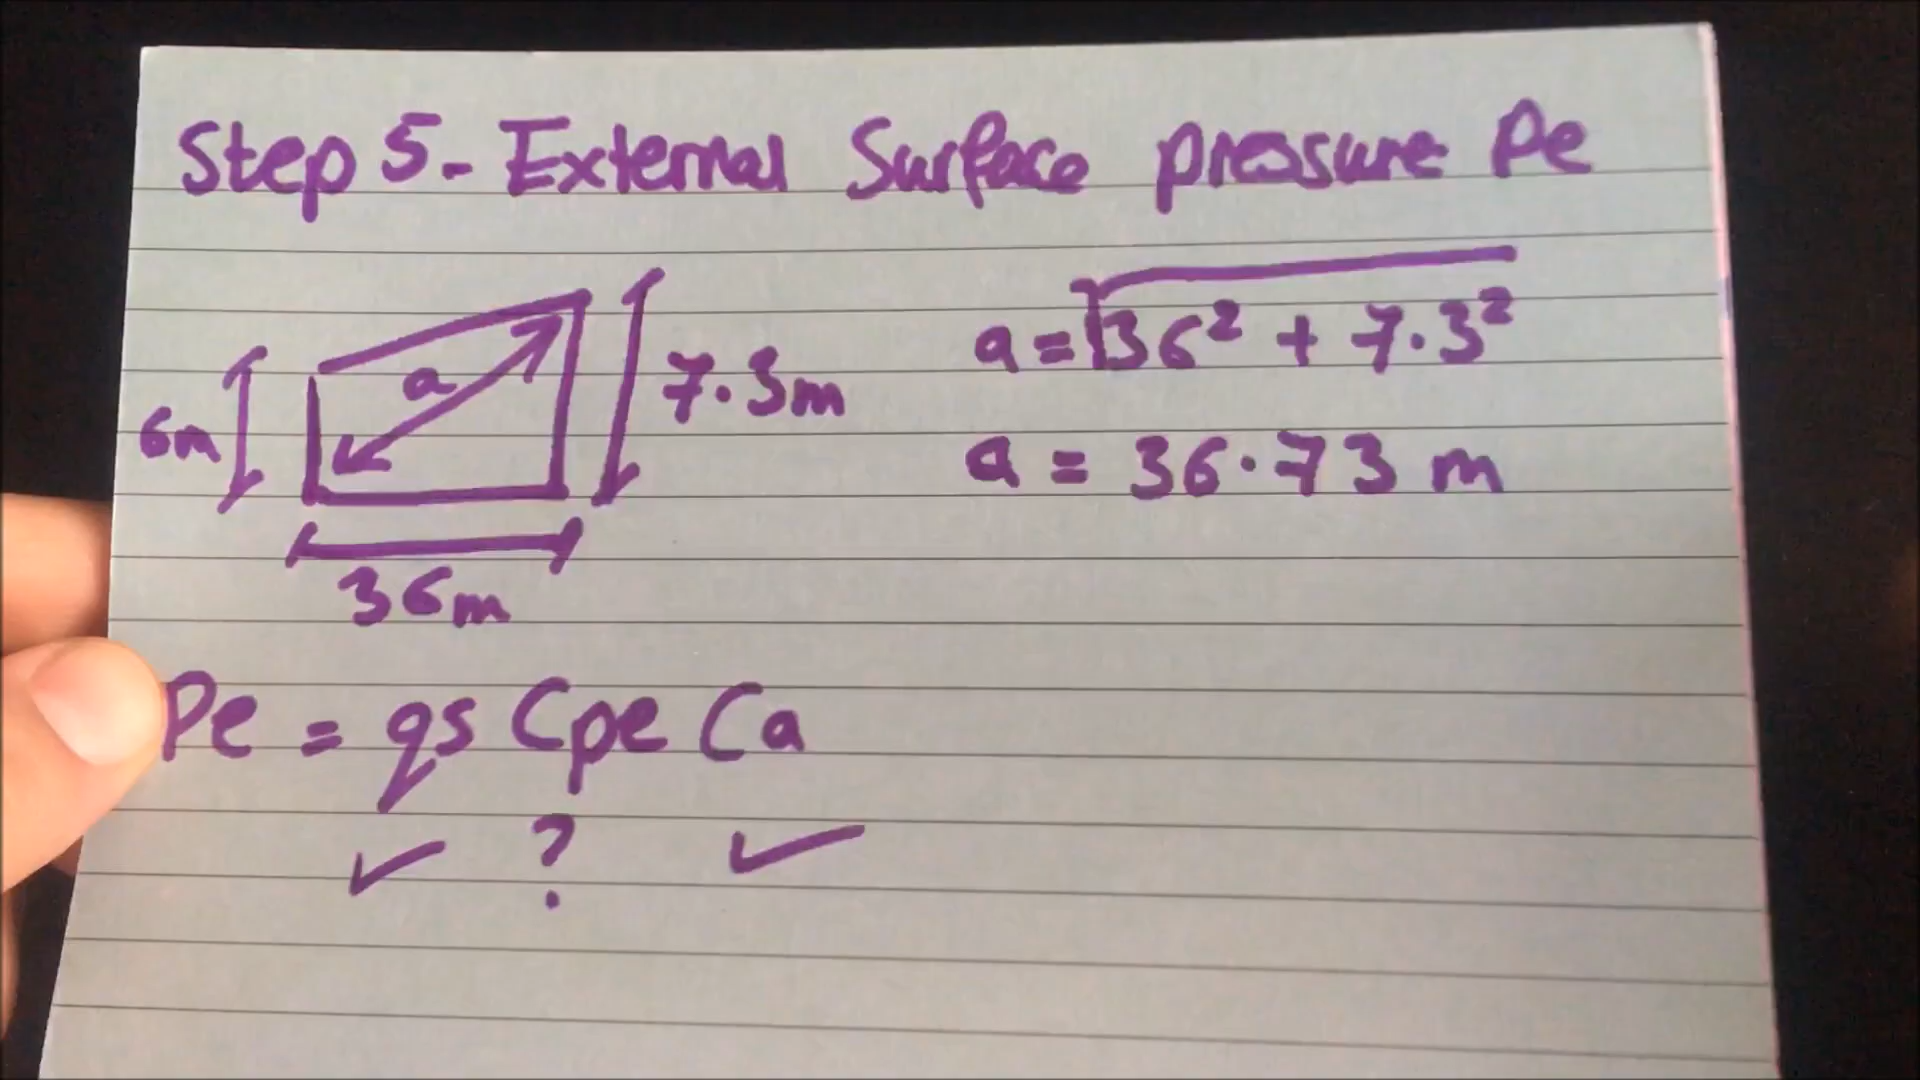 Step 5- External Surface pressure Pe
6m
a
7.3m
36m
a = √36² + 7.3²
a = 36.73 m
Pe = qs Cpe Ca
✓ ? ✓